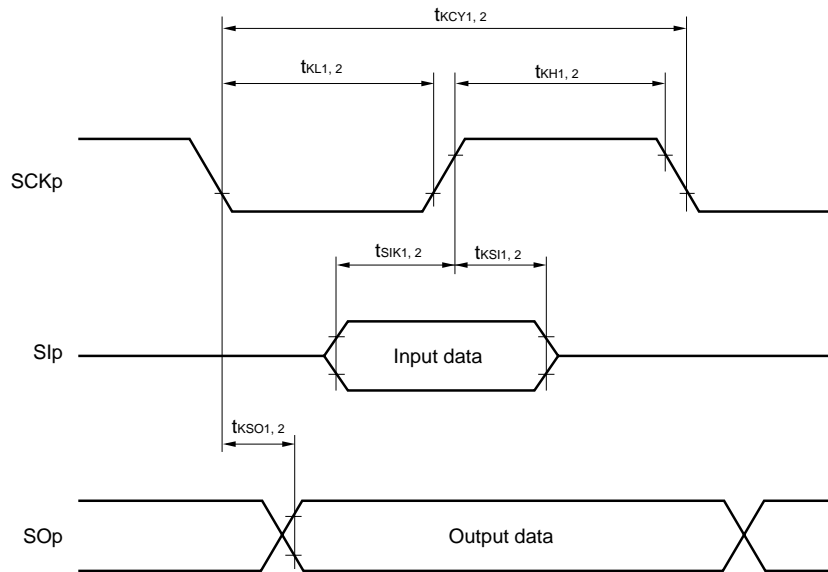 tKCY1, 2
tKL1, 2
tKH1, 2
SCKp
tSIK1, 2
tKSI1, 2
SIp
Input data
tKSO1, 2
SOp
Output data